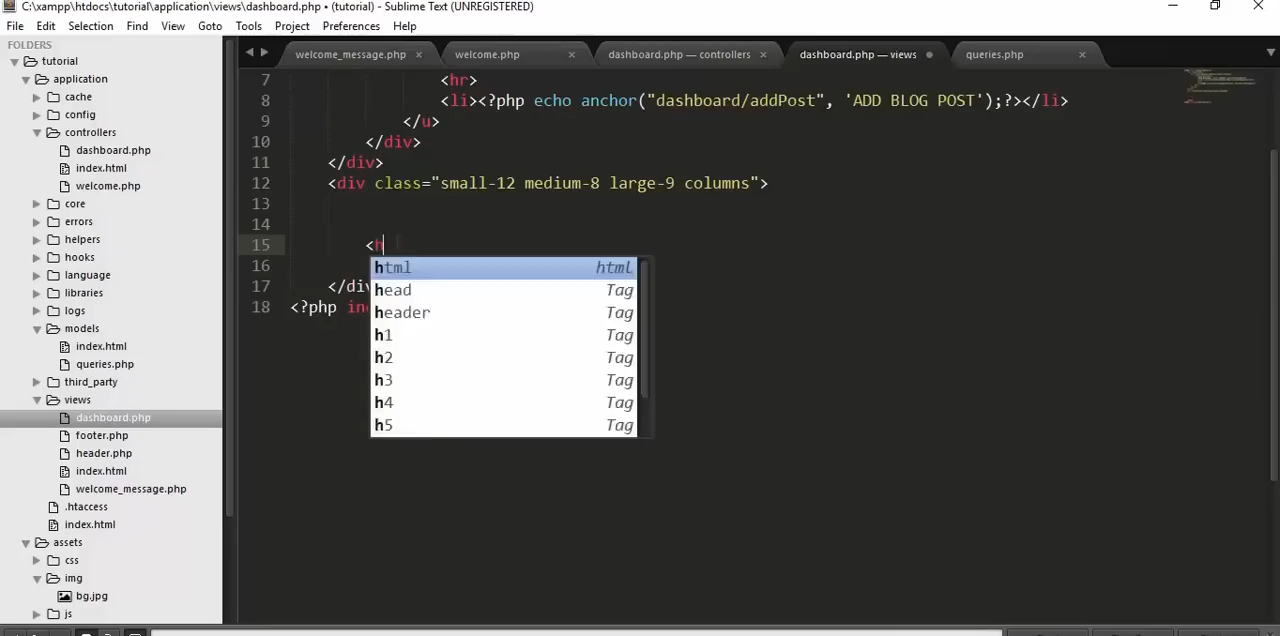 C:\xampp\htdocs\tutorial\application\views\dashboard.php • (tutorial) - Sublime Text (UNREGISTERED)
File Edit Selection Find View Goto Tools Project Preferences Help
FOLDERS
tutorial
application
cache
config
controllers
dashboard.php
index.html
welcome.php
core
errors
helpers
hooks
language
libraries
logs
models
index.html
queries.php
third_party
views
dashboard.php
footer.php
header.php
index.html
welcome_message.php
.htaccess
index.html
assets
css
img
bg.jpg
js
welcome_message.php × welcome.php × dashboard.php — controllers × dashboard.php — views • queries.php ×
7 <hr>
8 <li><?php echo anchor("dashboard/addPost", 'ADD BLOG POST');?></li>
9 </u>
10 </div>
11 </div>
12 <div class="small-12 medium-8 large-9 columns">
13
14
15 <h
16
17 </div
18 <?php inc
html html
head Tag
header Tag
h1 Tag
h2 Tag
h3 Tag
h4 Tag
h5 Tag